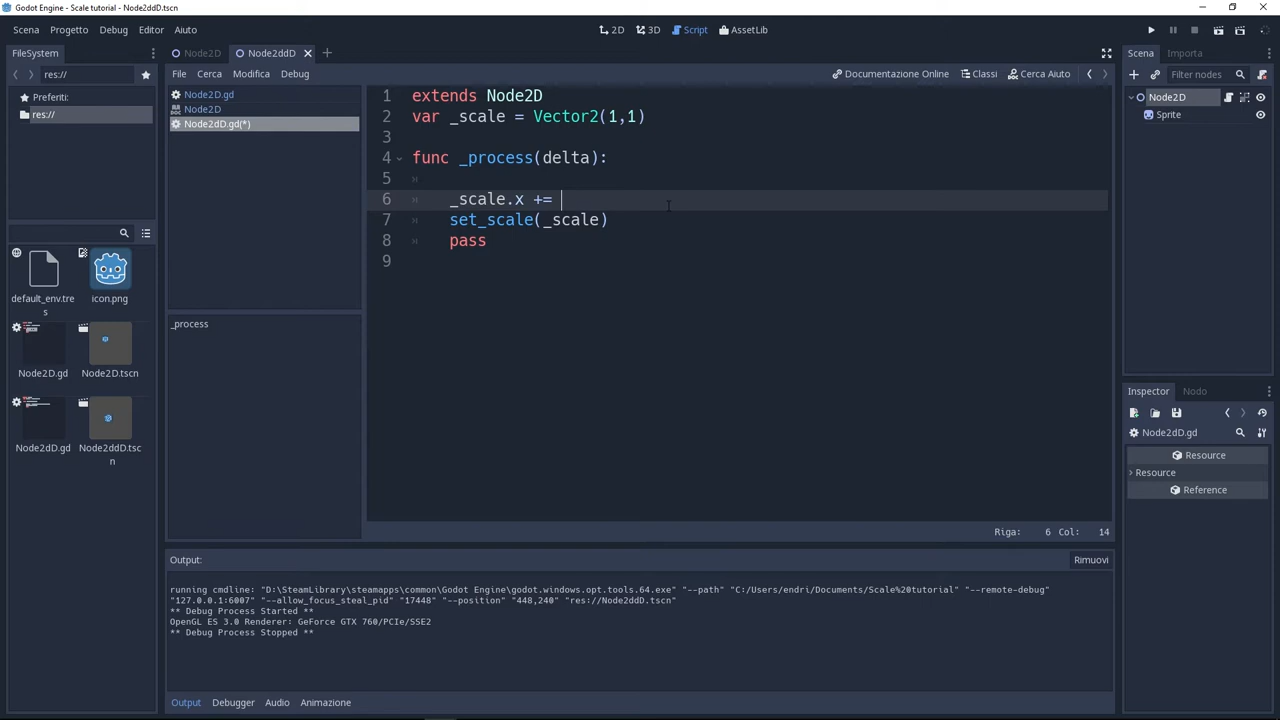 Godot Engine - Scale tutorial - Node2ddD.tscn
Scena Progetto Debug Editor Aiuto
2D 3D Script AssetLib
FileSystem
res://
Preferiti:
res://
default_env.tres
icon.png
Node2D.gd
Node2D.tscn
Node2dD.gd
Node2ddD.tscn
Node2D Node2ddD
File Cerca Modifica Debug
Documentazione Online Classi Cerca Aiuto
Node2D.gd
Node2D
Node2dD.gd(*)
_process
1 extends Node2D
2 var _scale = Vector2(1,1)
3
4 func _process(delta):
5
6 _scale.x +=
7 set_scale(_scale)
8 pass
9
Riga: 6 Col: 14
Output:
Rimuovi
running cmdline: "D:\SteamLibrary\steamapps\common\Godot Engine\godot.windows.opt.tools.64.exe" "--path" "C:/Users/endri/Documents/Scale%20tutorial" "--remote-debug"
"127.0.0.1:6007" "--allow_focus_steal_pid" "17448" "--position" "448,240" "res://Node2ddD.tscn"
** Debug Process Started **
OpenGL ES 3.0 Renderer: GeForce GTX 760/PCIe/SSE2
** Debug Process Stopped **
Output Debugger Audio Animazione
Scena Importa
Filter nodes
Node2D
Sprite
Inspector Nodo
Node2dD.gd
Resource
Resource
Reference